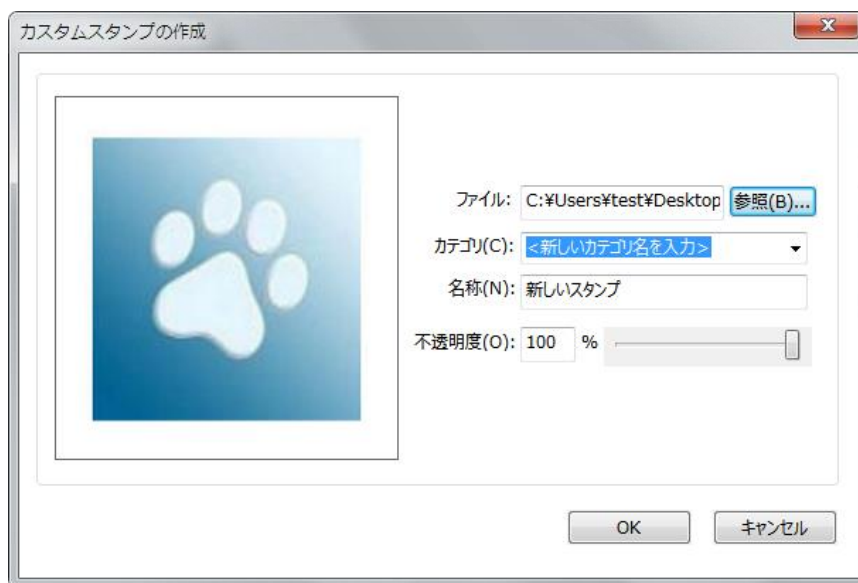 カスタムスタンプの作成
ファイル: C:¥Users¥test¥Desktop 参照(B)...
カテゴリ(C): <新しいカテゴリ名を入力>
名称(N): 新しいスタンプ
不透明度(O): 100 %
OK キャンセル